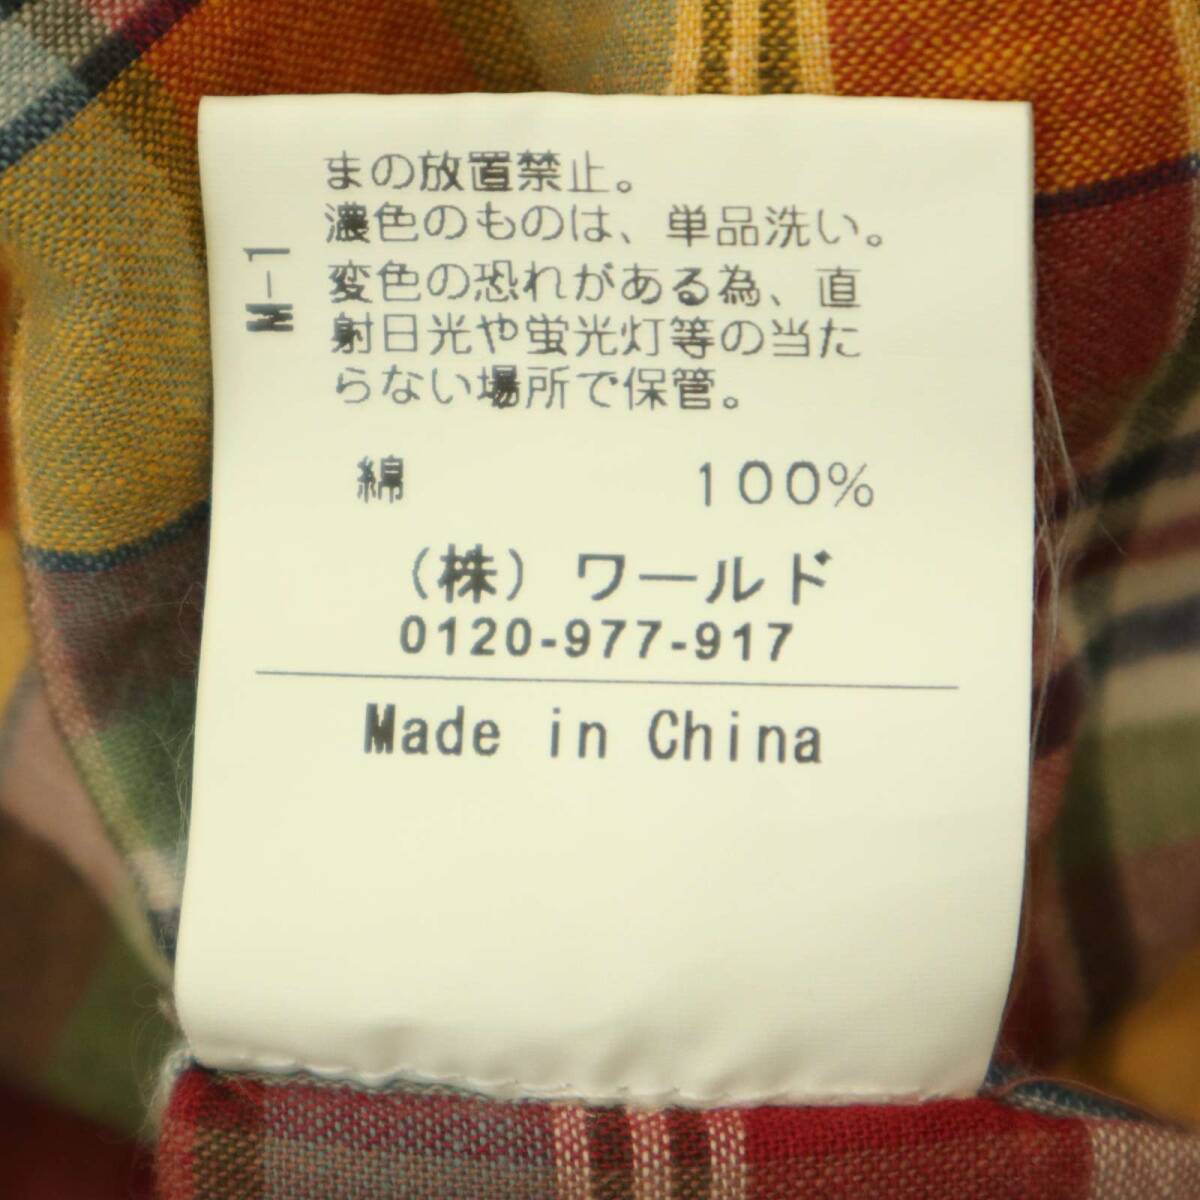 まの放置禁止。
濃色のものは、単品洗い。
変色の恐れがある為、直
射日光や蛍光灯等の当た
らない場所で保管。
M-1
綿 100%
(株)ワールド
0120-977-917
Made in China